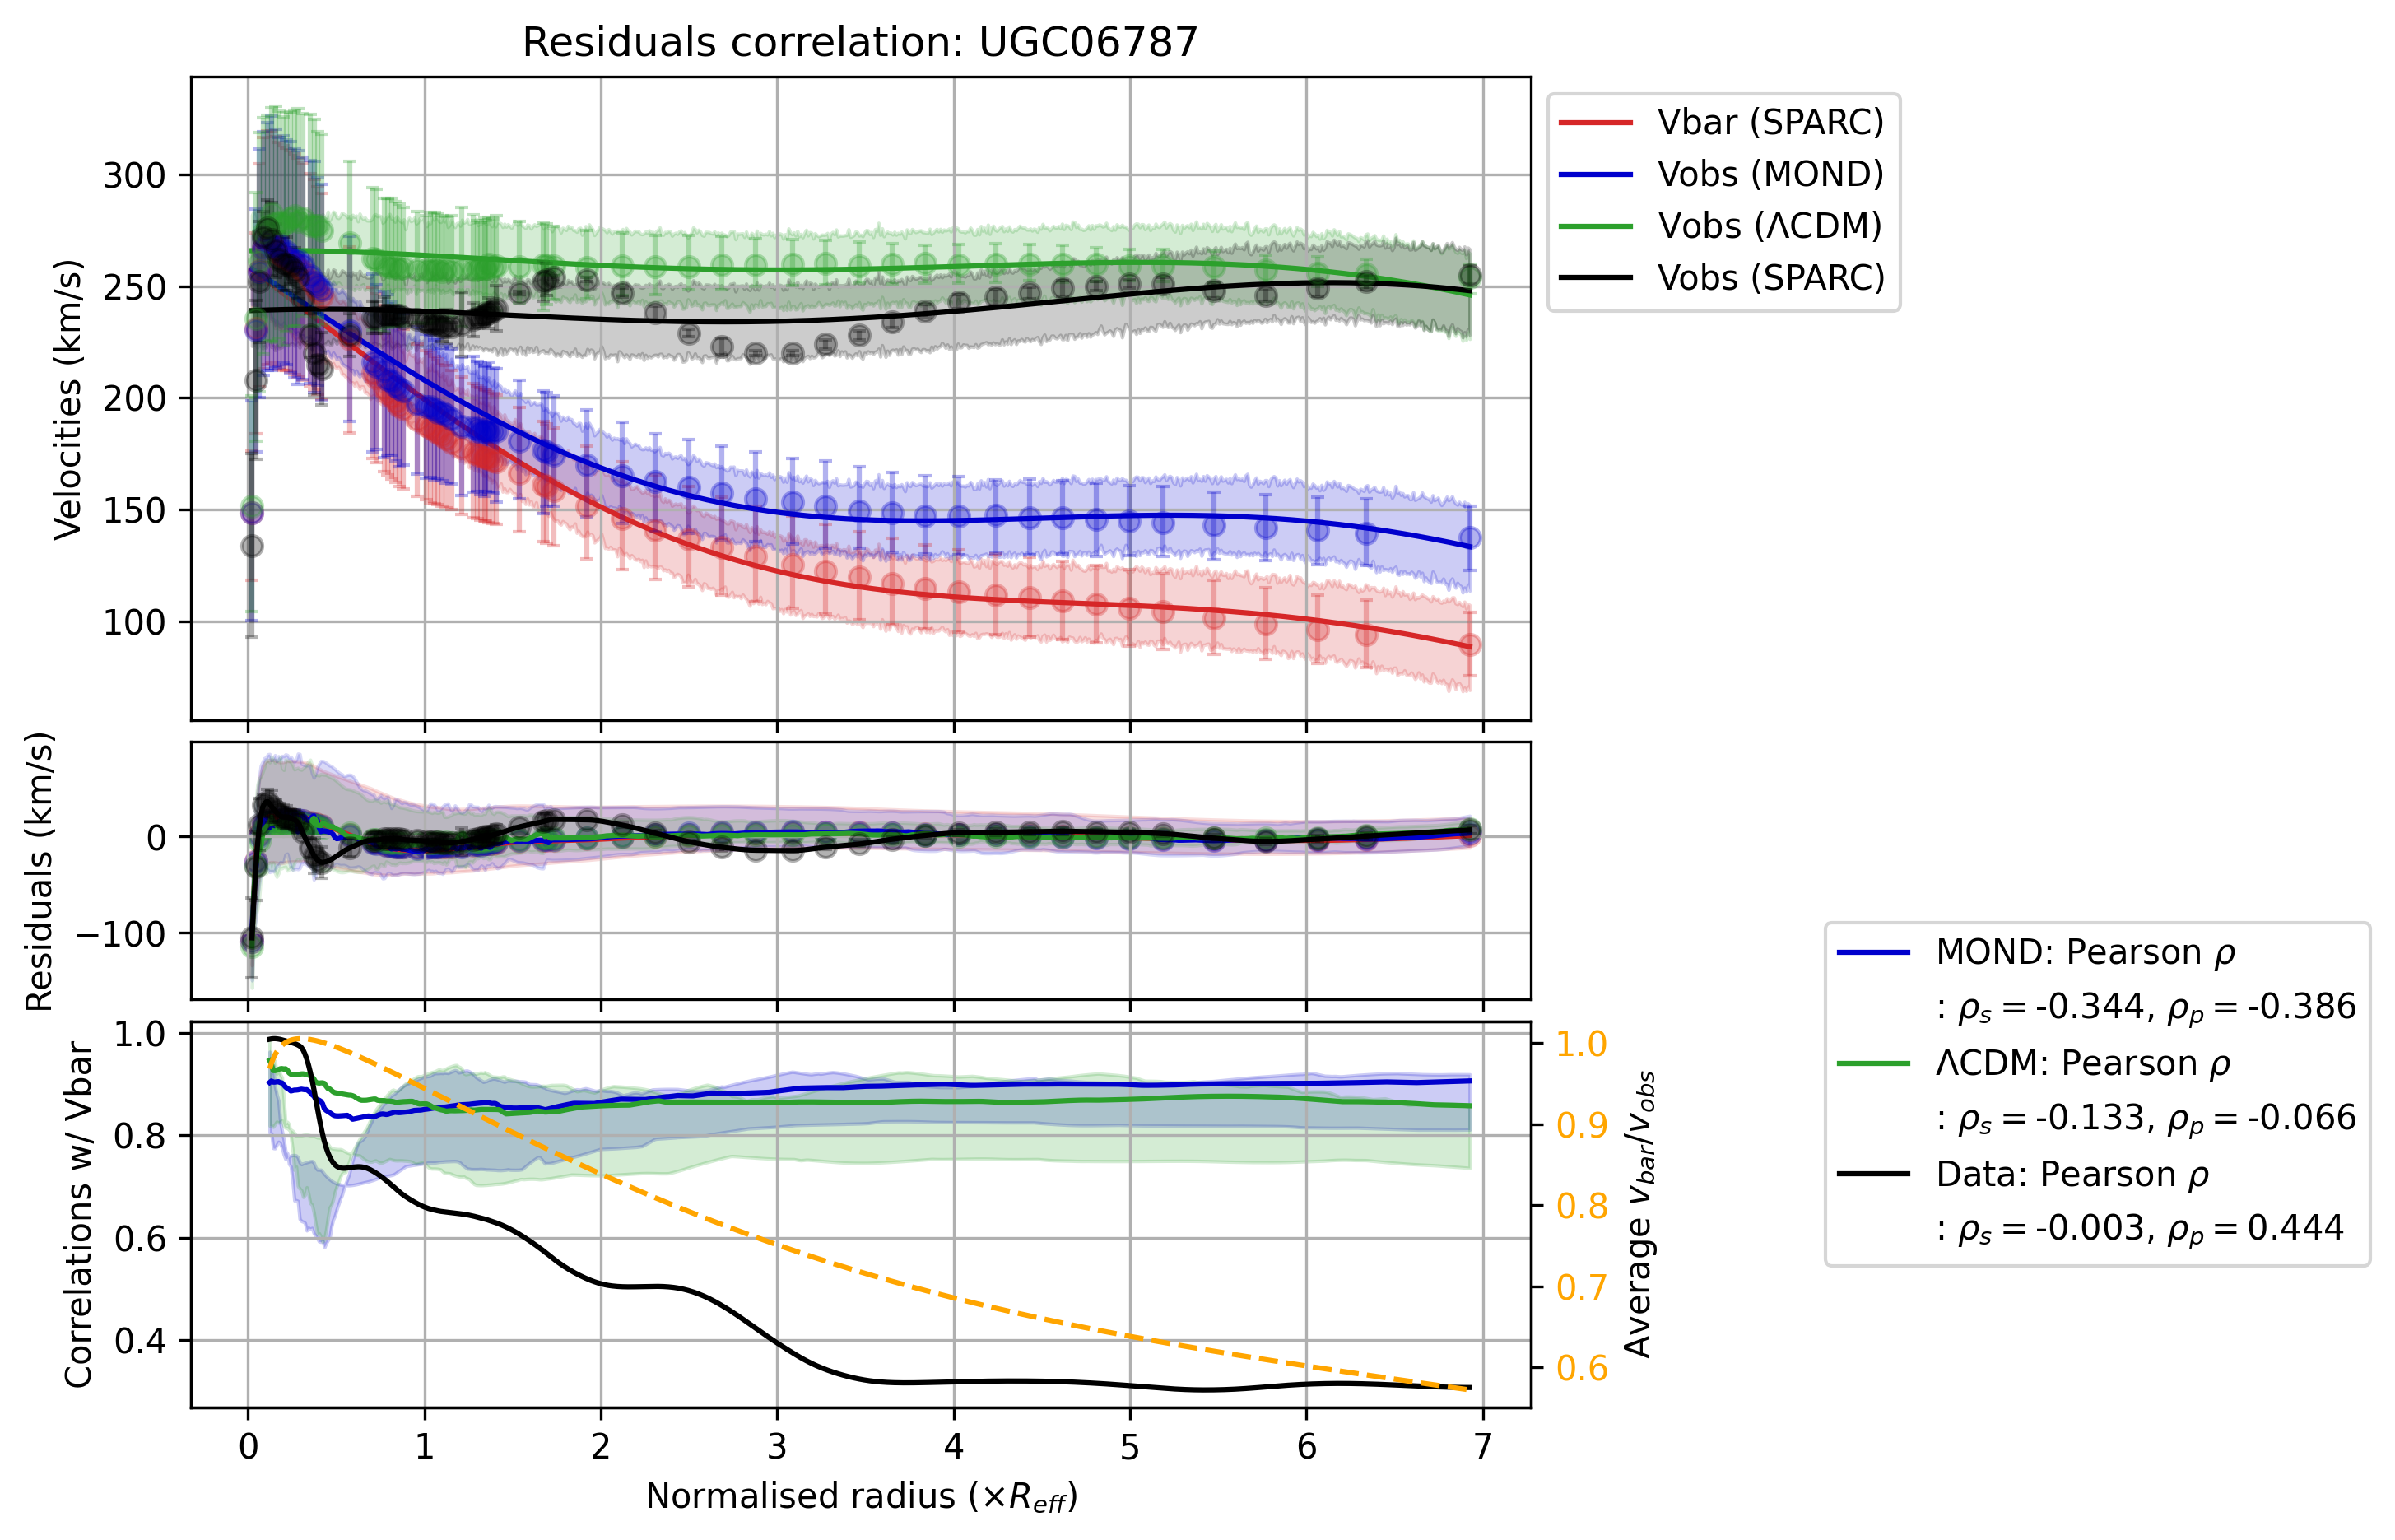 Residuals correlation: UGC06787
Velocities (km/s)
300
250
200
150
100
Vbar (SPARC)
Vobs (MOND)
Vobs (ΛCDM)
Vobs (SPARC)
Residuals (km/s)
0
−100
Correlations w/ Vbar
1.0
0.8
0.6
0.4
1.0
0.9
0.8
0.7
0.6
Average v_bar/v_obs
MOND: Pearson ρ
: ρ_s = -0.344, ρ_p = -0.386
ΛCDM: Pearson ρ
: ρ_s = -0.133, ρ_p = -0.066
Data: Pearson ρ
: ρ_s = -0.003, ρ_p = 0.444
0 1 2 3 4 5 6 7
Normalised radius (×R_eff)